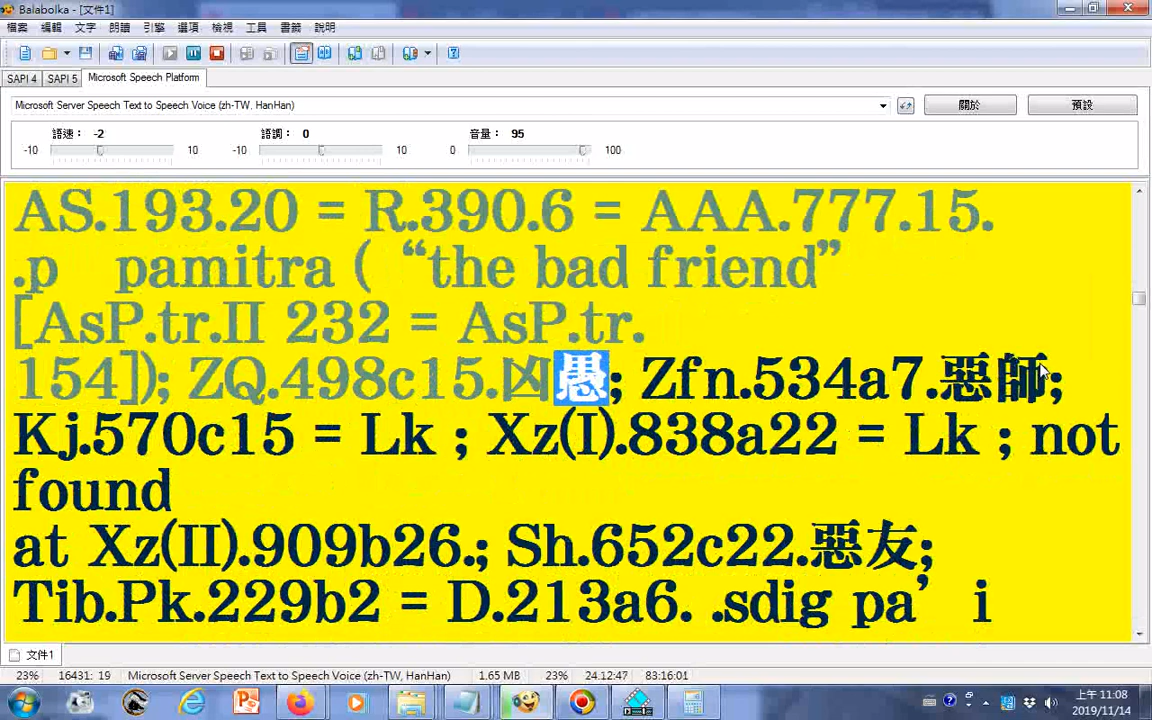 Balabolka - [文件1]
檔案 編輯 文字 朗讀 引擎 選項 檢視 工具 書籤 說明
SAPI 4 SAPI 5 Microsoft Speech Platform
Microsoft Server Speech Text to Speech Voice (zh-TW, HanHan) 關於 預設
語速： -2 語調： 0 音量： 95
-10 10 -10 10 0 100
AS.193.20 = R.390.6 = AAA.777.15.
.p pamitra ( “the bad friend”
[AsP.tr.II 232 = AsP.tr.
154]); ZQ.498c15.凶愚; Zfn.534a7.惡師;
Kj.570c15 = Lk ; Xz(I).838a22 = Lk ; not
found
at Xz(II).909b26.; Sh.652c22.惡友;
Tib.Pk.229b2 = D.213a6. .sdig pa’ i
文件1
23% 16431: 19 Microsoft Server Speech Text to Speech Voice (zh-TW, HanHan) 1.65 MB 23% 24.12:47 83:16:01
上午 11:08
2019/11/14